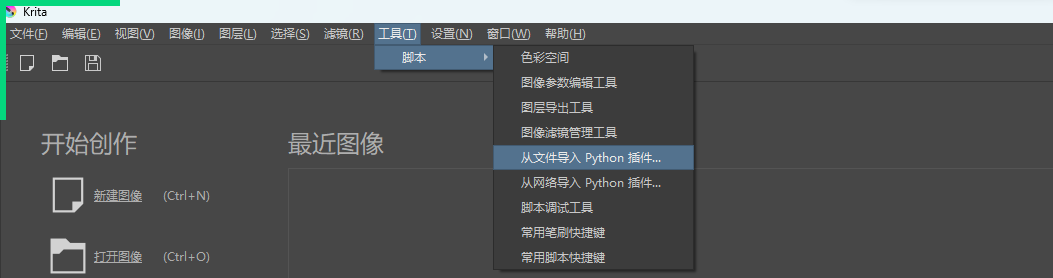 Krita
文件(F) 编辑(E) 视图(V) 图像(I) 图层(L) 选择(S) 滤镜(R) 工具(T) 设置(N) 窗口(W) 帮助(H)
脚本
色彩空间
图像参数编辑工具
图层导出工具
图像滤镜管理工具
从文件导入 Python 插件...
从网络导入 Python 插件...
脚本调试工具
常用笔刷快捷键
常用脚本快捷键
开始创作
新建图像 (Ctrl+N)
打开图像 (Ctrl+O)
最近图像